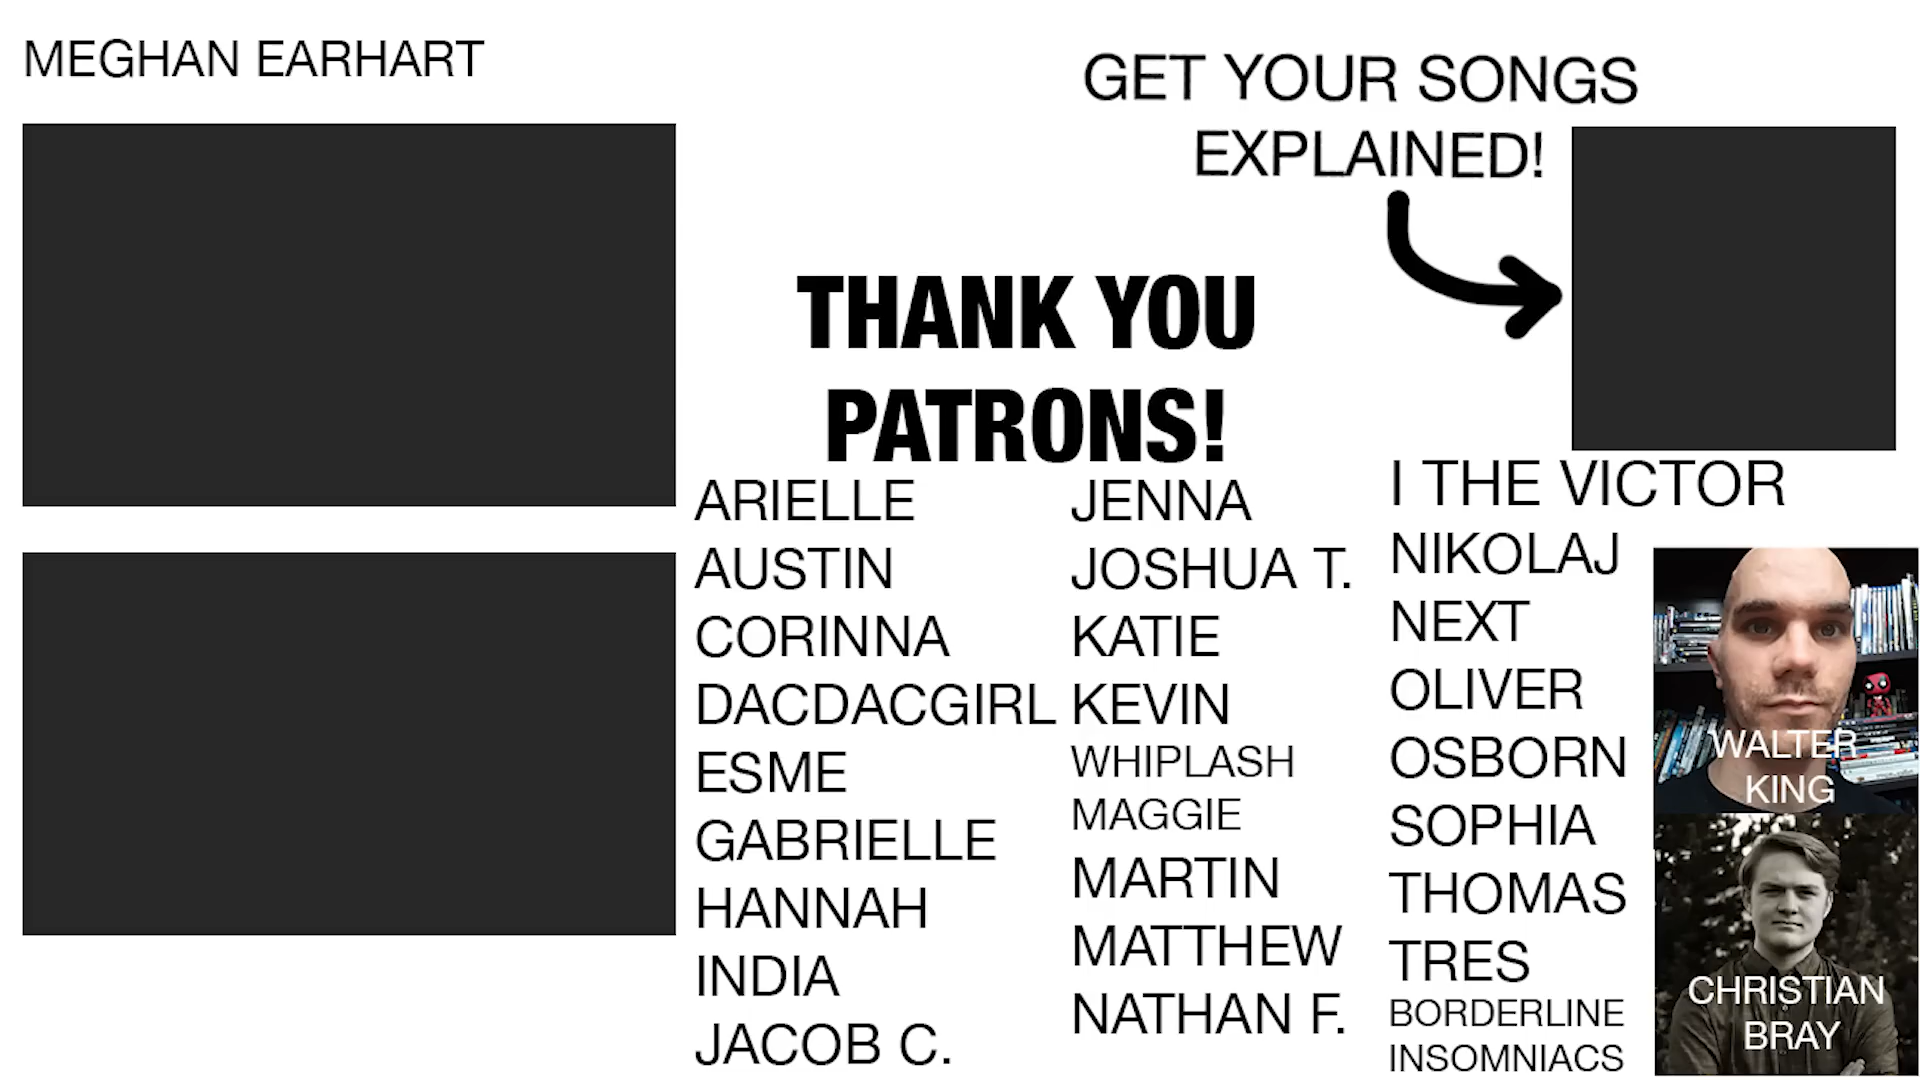 MEGHAN EARHART
GET YOUR SONGS
EXPLAINED!
THANK YOU
PATRONS!
ARIELLE
AUSTIN
CORINNA
DACDACGIRL
ESME
GABRIELLE
HANNAH
INDIA
JACOB C.
JENNA
JOSHUA T.
KATIE
KEVIN
WHIPLASH
MAGGIE
MARTIN
MATTHEW
NATHAN F.
I THE VICTOR
NIKOLAJ
NEXT
OLIVER
OSBORN
SOPHIA
THOMAS
TRES
BORDERLINE
INSOMNIACS
WALTER
KING
CHRISTIAN
BRAY